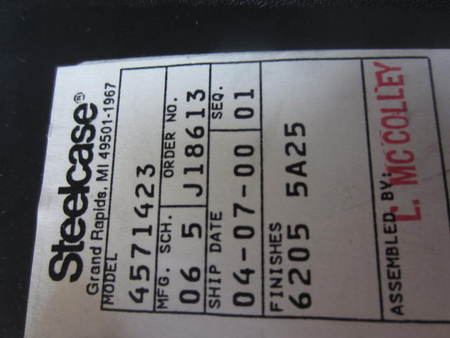 Steelcase®
Grand Rapids, MI 49501-1967
MODEL
4571423
MFG. SCH. ORDER NO.
06 5 J18613
SHIP DATE SEQ.
04-07-00 01
FINISHES
6205 5A25
ASSEMBLED BY:
L. MC COLLEY